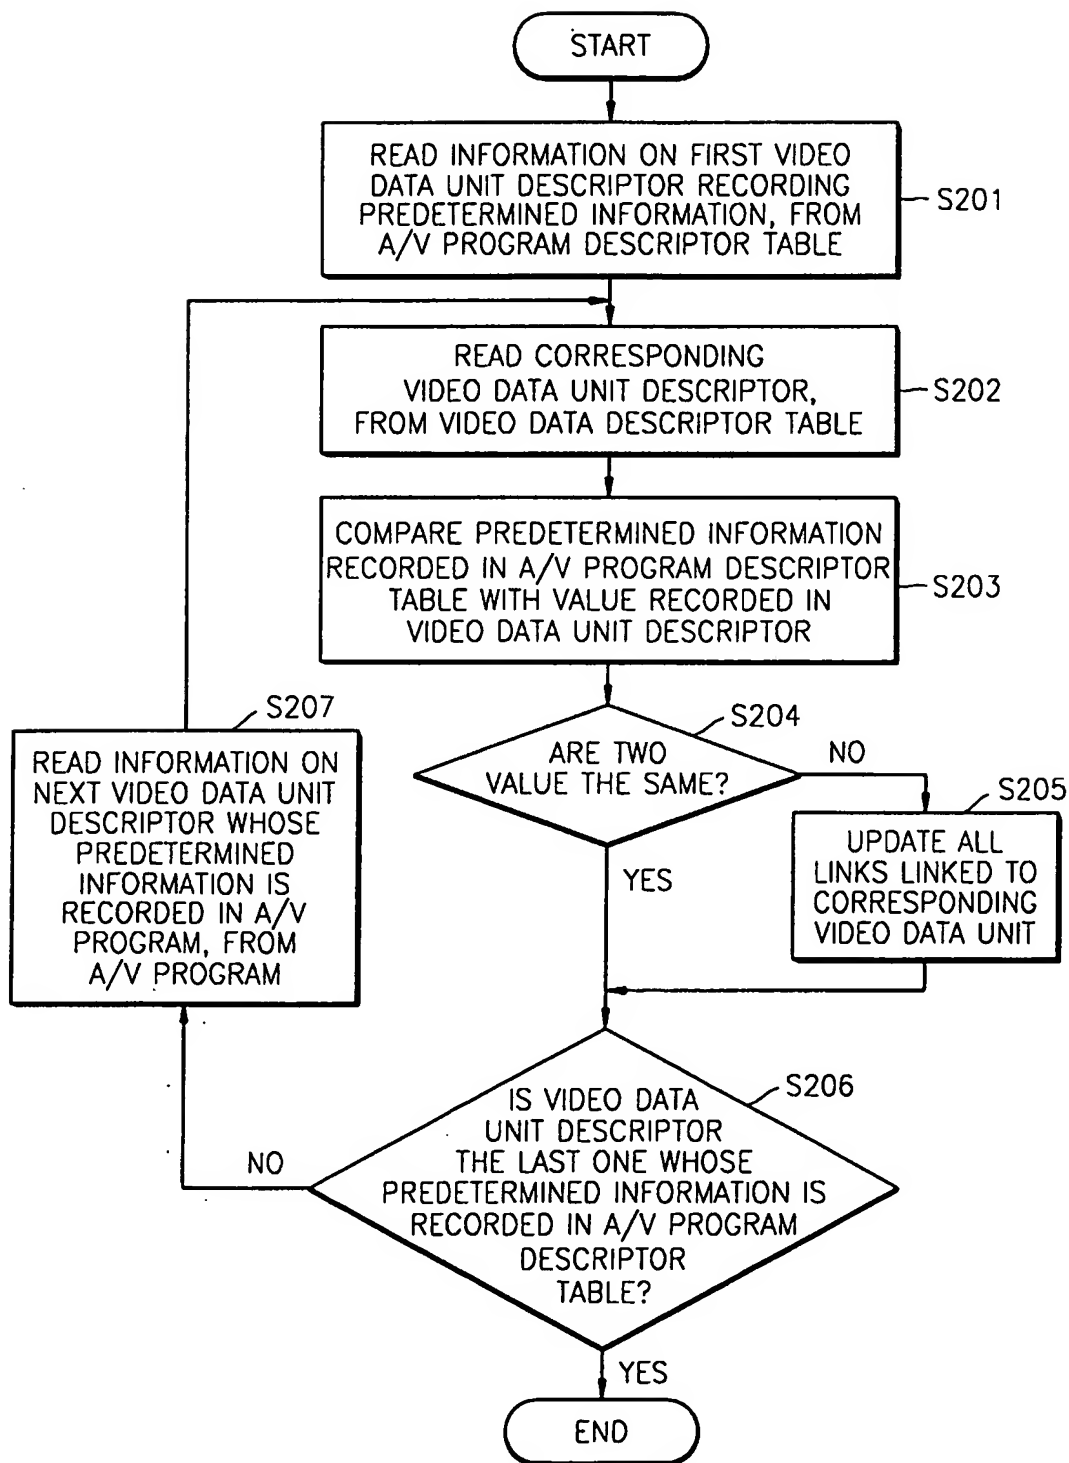 START
READ INFORMATION ON FIRST VIDEO
DATA UNIT DESCRIPTOR RECORDING
PREDETERMINED INFORMATION, FROM
A/V PROGRAM DESCRIPTOR TABLE
S201
READ CORRESPONDING
VIDEO DATA UNIT DESCRIPTOR,
FROM VIDEO DATA DESCRIPTOR TABLE
S202
COMPARE PREDETERMINED INFORMATION
RECORDED IN A/V PROGRAM DESCRIPTOR
TABLE WITH VALUE RECORDED IN
VIDEO DATA UNIT DESCRIPTOR
S203
S204
ARE TWO
VALUE THE SAME?
NO
YES
S205
UPDATE ALL
LINKS LINKED TO
CORRESPONDING
VIDEO DATA UNIT
S206
IS VIDEO DATA
UNIT DESCRIPTOR
THE LAST ONE WHOSE
PREDETERMINED INFORMATION IS
RECORDED IN A/V PROGRAM
DESCRIPTOR
TABLE?
NO
S207
READ INFORMATION ON
NEXT VIDEO DATA UNIT
DESCRIPTOR WHOSE
PREDETERMINED
INFORMATION IS
RECORDED IN A/V
PROGRAM, FROM
A/V PROGRAM
YES
END